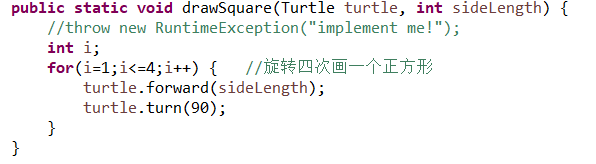 public static void drawSquare(Turtle turtle, int sideLength) {
    //throw new RuntimeException("implement me!");
    int i;
    for(i=1;i<=4;i++) {   //旋转四次画一个正方形
        turtle.forward(sideLength);
        turtle.turn(90);
    }
}